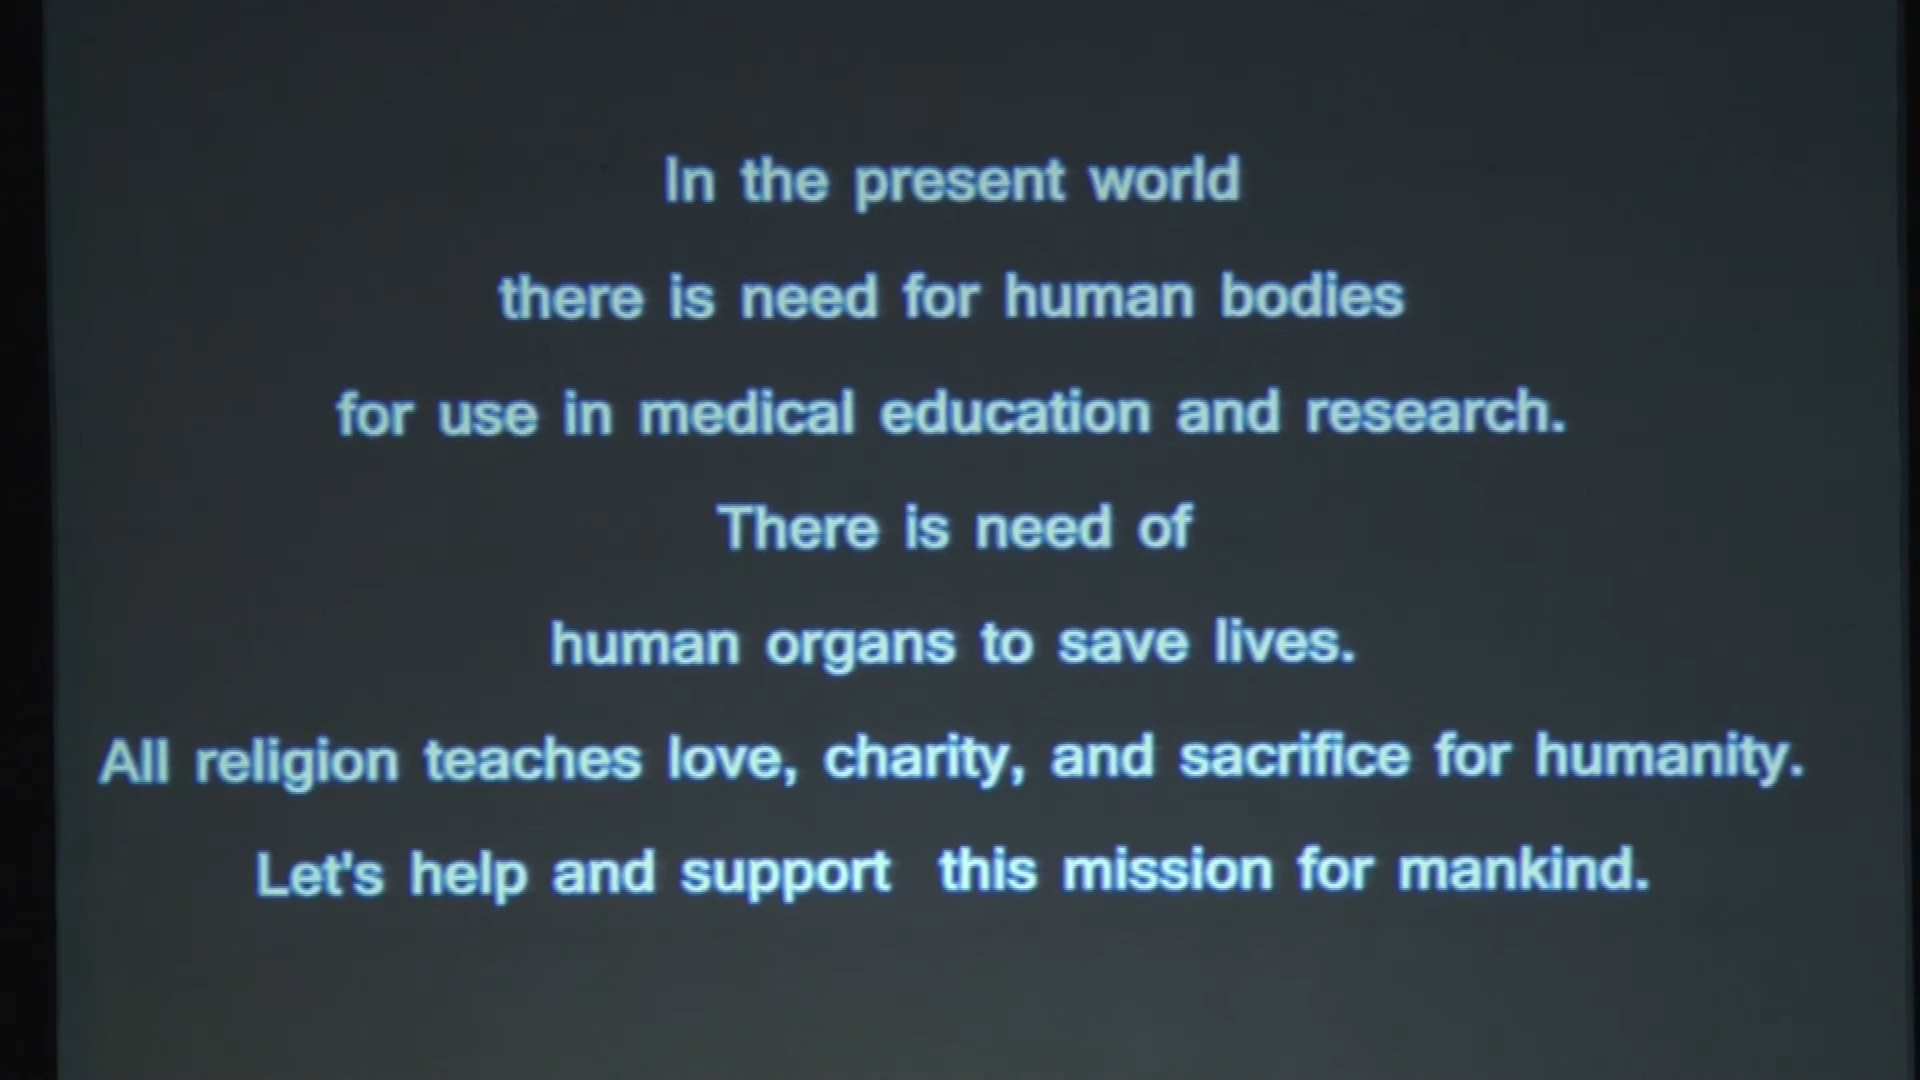 In the present world
there is need for human bodies
for use in medical education and research.
There is need of
human organs to save lives.
All religion teaches love, charity, and sacrifice for humanity.
Let's help and support  this mission for mankind.